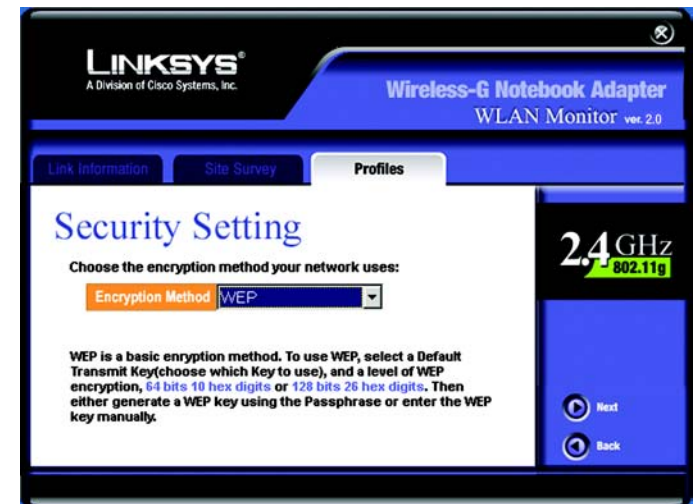 LINKSYS®
A Division of Cisco Systems, Inc.
Wireless-G Notebook Adapter
WLAN Monitor ver. 2.0
Link Information
Site Survey
Profiles
Security Setting
Choose the encryption method your network uses:
Encryption Method WEP
WEP is a basic enryption method. To use WEP, select a Default
Transmit Key(choose which Key to use), and a level of WEP
encryption, 64 bits 10 hex digits or 128 bits 26 hex digits. Then
either generate a WEP key using the Passphrase or enter the WEP
key manually.
2.4 GHz
802.11g
Next
Back